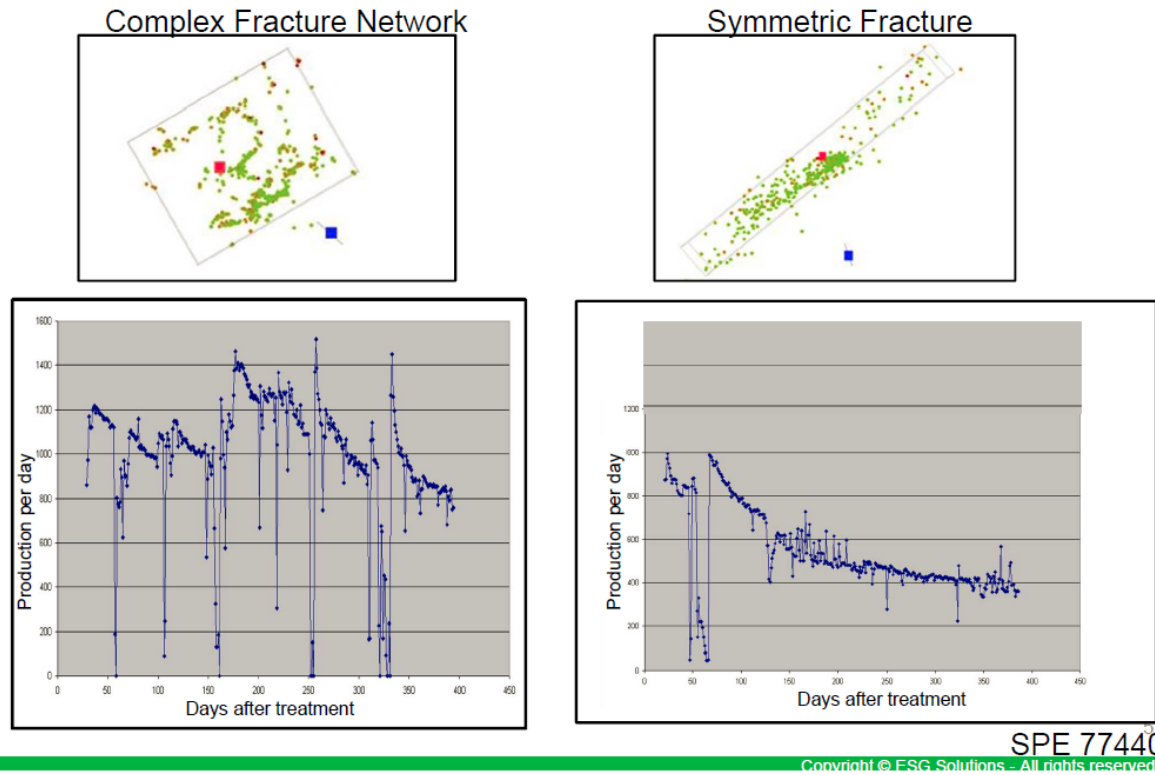 Complex Fracture Network
Symmetric Fracture
1600
1400
1200
1000
800
600
400
200
0
Production per day
0 50 100 150 200 250 300 350 400 450
Days after treatment
1200
000
800
600
400
200
0
Production per day
0 50 100 150 200 250 300 350 400 450
Days after treatment
5
SPE 77440
Copyright © ESG Solutions - All rights reserved